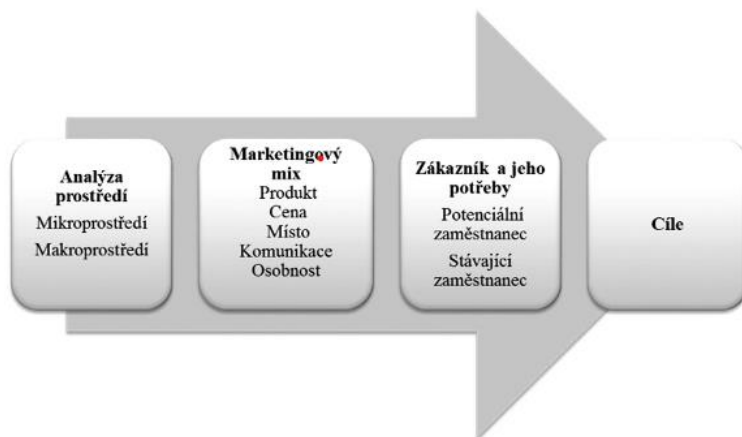 Analýza
prostředí
Mikroprostředí
Makroprostředí
Marketingový
mix
Produkt
Cena
Místo
Komunikace
Osobnost
Zákazník a jeho
potřeby
Potenciální
zaměstnanec
Stávající
zaměstnanec
Cíle